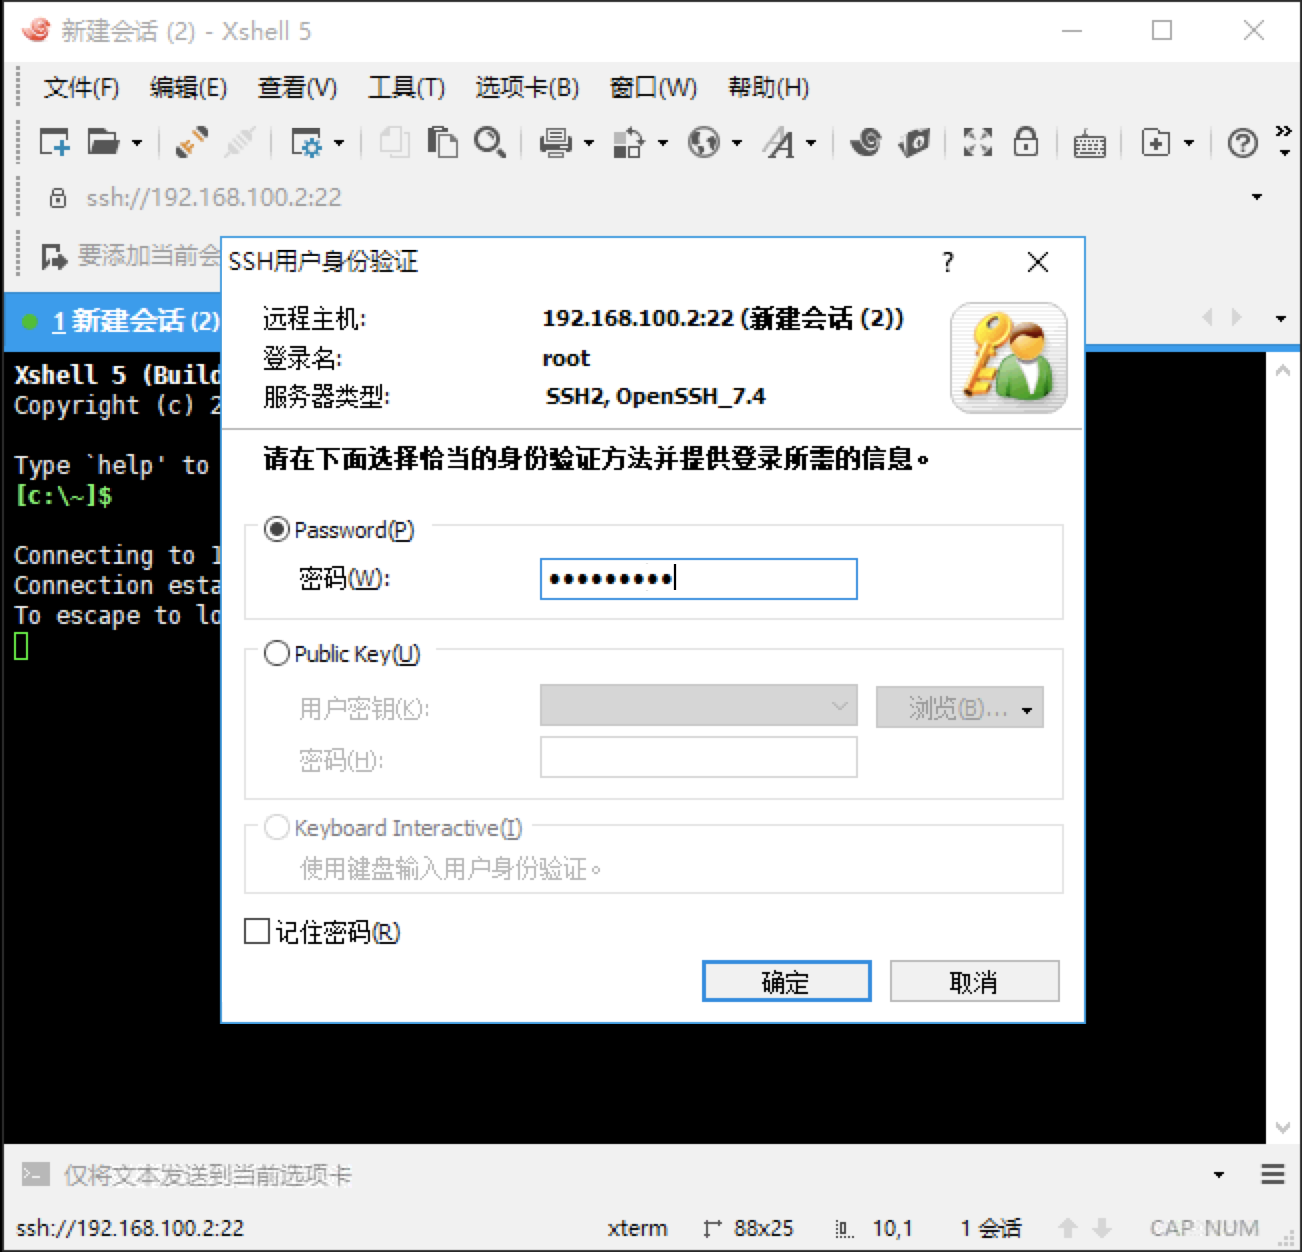 新建会话 (2) - Xshell 5
文件(F) 编辑(E) 查看(V) 工具(T) 选项卡(B) 窗口(W) 帮助(H)
ssh://192.168.100.2:22
要添加当前会
SSH用户身份验证
远程主机: 192.168.100.2:22 (新建会话 (2))
登录名: root
服务器类型: SSH2, OpenSSH_7.4
1 新建会话 (2)
Xshell 5 (Build
Copyright (c) 2
Type `help' to
[c:\~]$
Connecting to 1
Connection esta
To escape to lo
请在下面选择恰当的身份验证方法并提供登录所需的信息。
Password(P)
密码(W): •••••••••
Public Key(U)
用户密钥(K): 浏览(B)...
密码(H):
Keyboard Interactive(I)
使用键盘输入用户身份验证。
记住密码(R)
确定 取消
仅将文本发送到当前选项卡
ssh://192.168.100.2:22 xterm 88x25 10,1 1 会话 CAP NUM